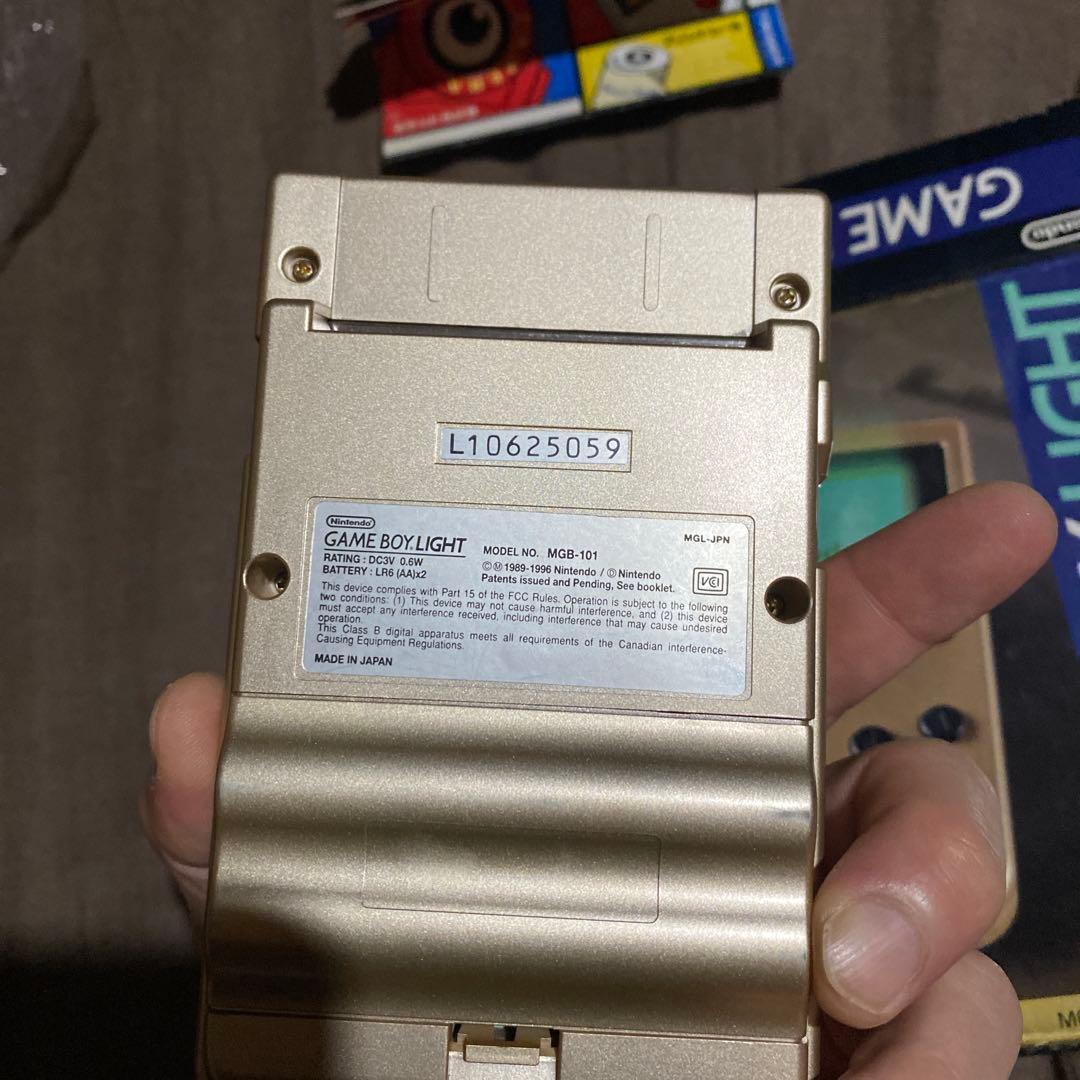 GAME
L10625059
Nintendo
GAME BOY LIGHT
MGL-JPN
RATING : DC3V 0.6W
BATTERY : LR6 (AA)x2
MODEL NO. MGB-101
©Ⓜ 1989-1996 Nintendo / Ⓓ Nintendo
Patents issued and Pending, See booklet.
VCI
This device complies with Part 15 of the FCC Rules. Operation is subject to the following
two conditions: (1) This device may not cause harmful interference, and (2) this device
must accept any interference received, including interference that may cause undesired
operation.
This Class B digital apparatus meets all requirements of the Canadian interference-
Causing Equipment Regulations.
MADE IN JAPAN
LIGHT